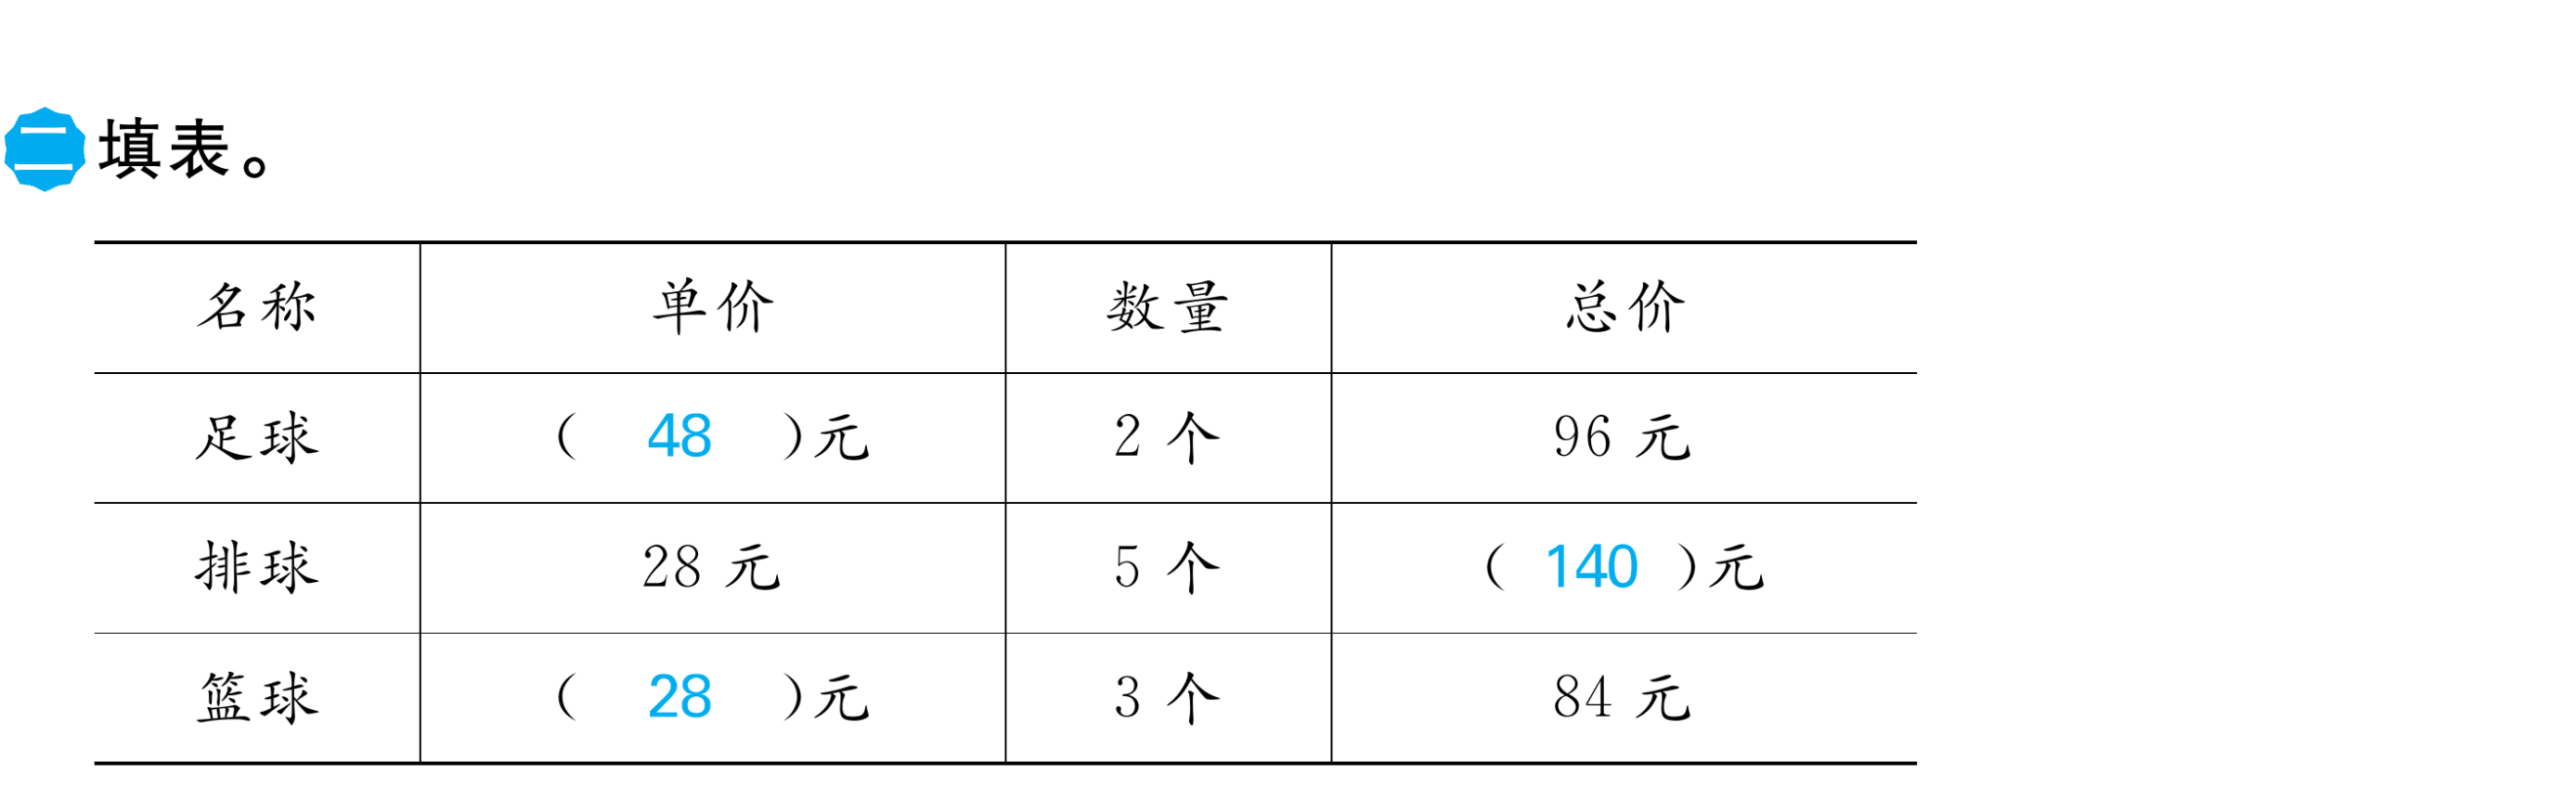 二 填表。
名称 单价 数量 总价
足球 ( 48 )元 2 个 96 元
排球 28 元 5 个 ( 140 )元
篮球 ( 28 )元 3 个 84 元